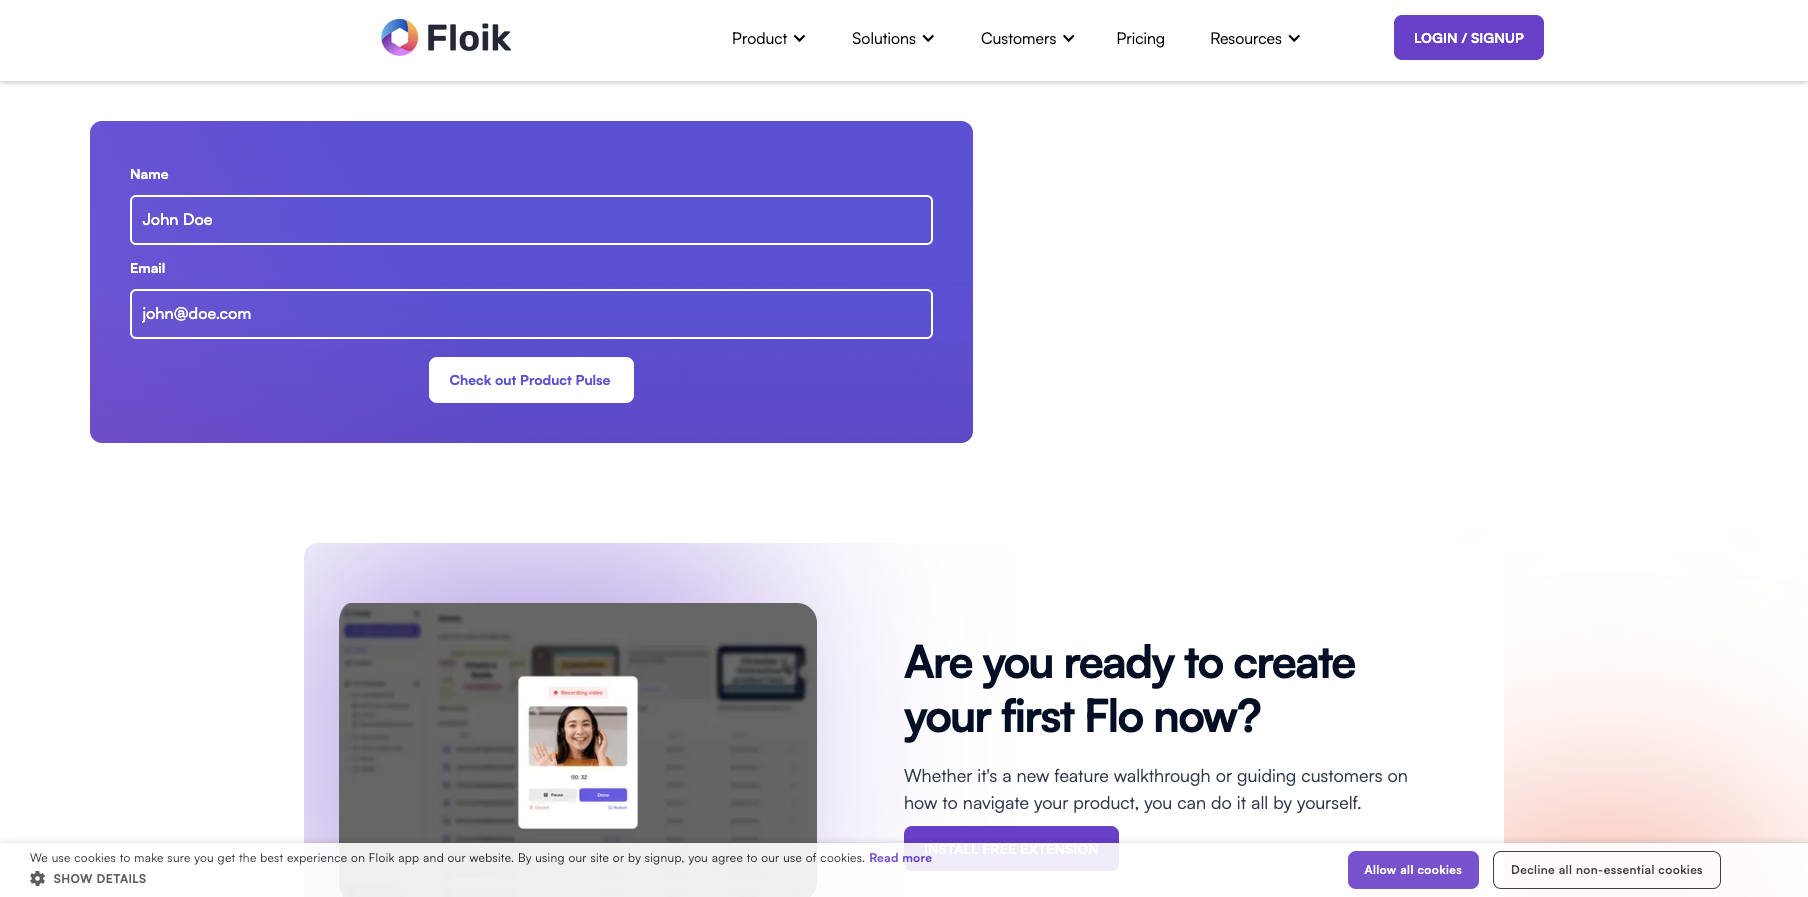 Floik
Product
Solutions
Customers
Pricing
Resources
LOGIN / SIGNUP
Name
John Doe
Email
john@doe.com
Check out Product Pulse
Recording video
00: 32
Pause
Done
Discard
Restart
Are you ready to create
your first Flo now?
Whether it's a new feature walkthrough or guiding customers on
how to navigate your product, you can do it all by yourself.
INSTALL FREE EXTENSION
We use cookies to make sure you get the best experience on Floik app and our website. By using our site or by signup, you agree to our use of cookies. Read more
SHOW DETAILS
Allow all cookies
Decline all non-essential cookies